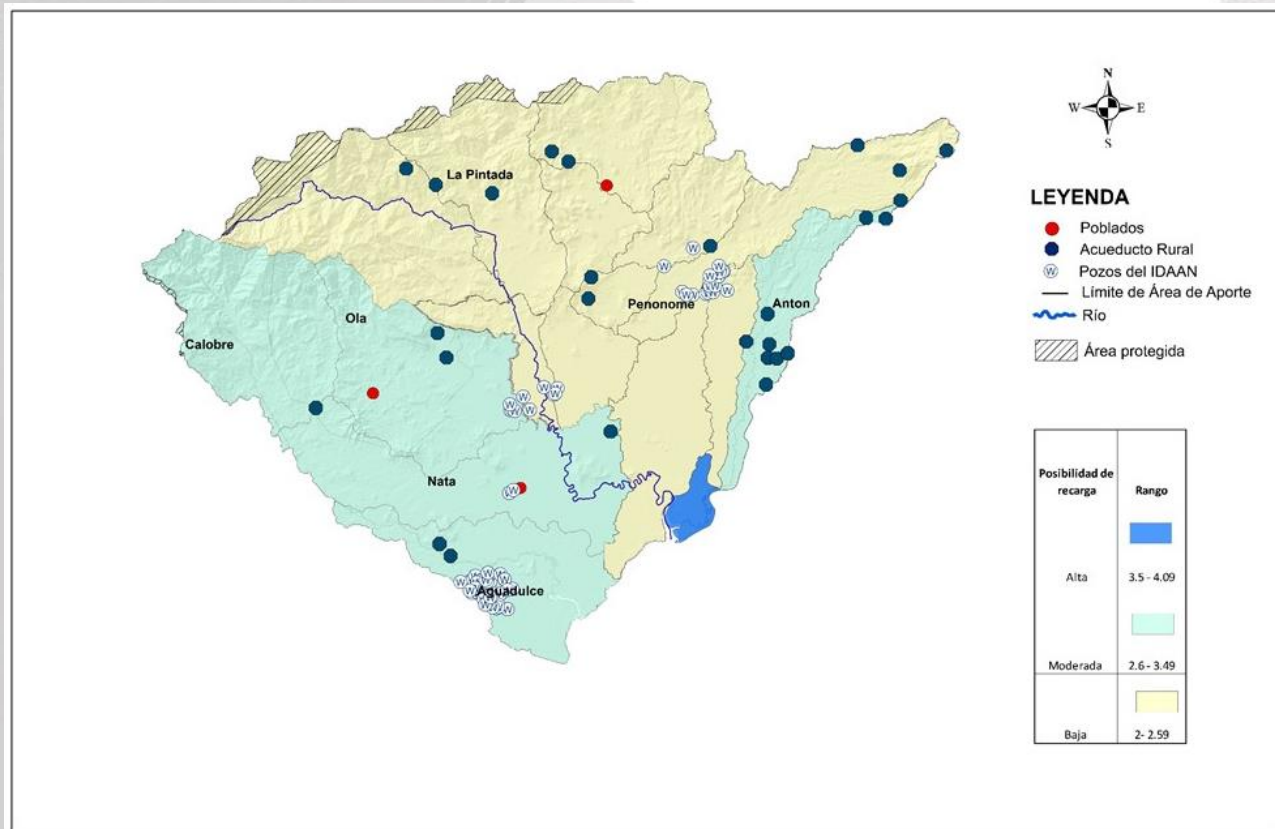 N
W E
S
La Pintada
Penonome
Anton
Ola
Calobre
Nata
Aguadulce
LEYENDA
Poblados
Acueducto Rural
W Pozos del IDAAN
Límite de Área de Aporte
Río
Área protegida
Posibilidad de recarga Rango
Alta 3.5 - 4.09
Moderada 2.6 - 3.49
Baja 2- 2.59